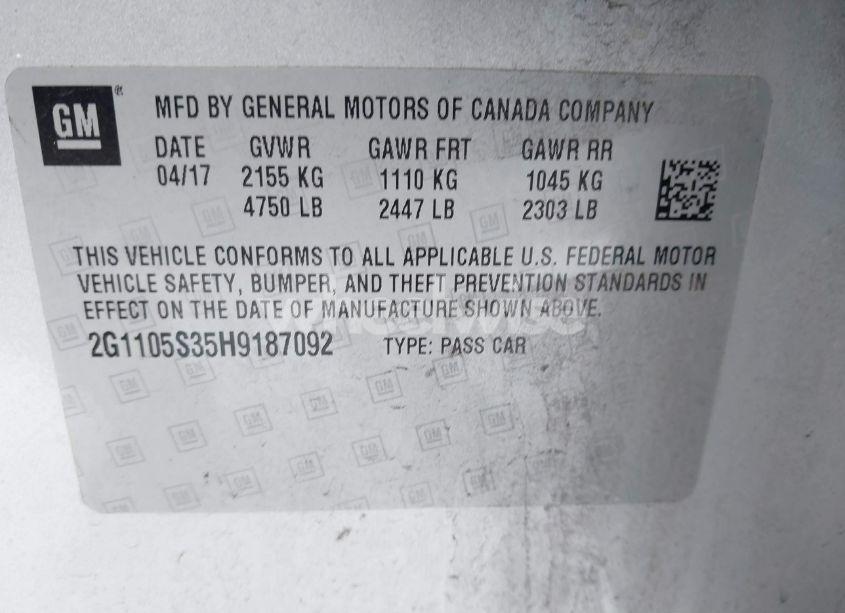 GM
MFD BY GENERAL MOTORS OF CANADA COMPANY
DATE GVWR GAWR FRT GAWR RR
04/17 2155 KG 1110 KG 1045 KG
4750 LB 2447 LB 2303 LB
THIS VEHICLE CONFORMS TO ALL APPLICABLE U.S. FEDERAL MOTOR
VEHICLE SAFETY, BUMPER, AND THEFT PREVENTION STANDARDS IN
EFFECT ON THE DATE OF MANUFACTURE SHOWN ABOVE.
2G1105S35H9187092 TYPE: PASS CAR